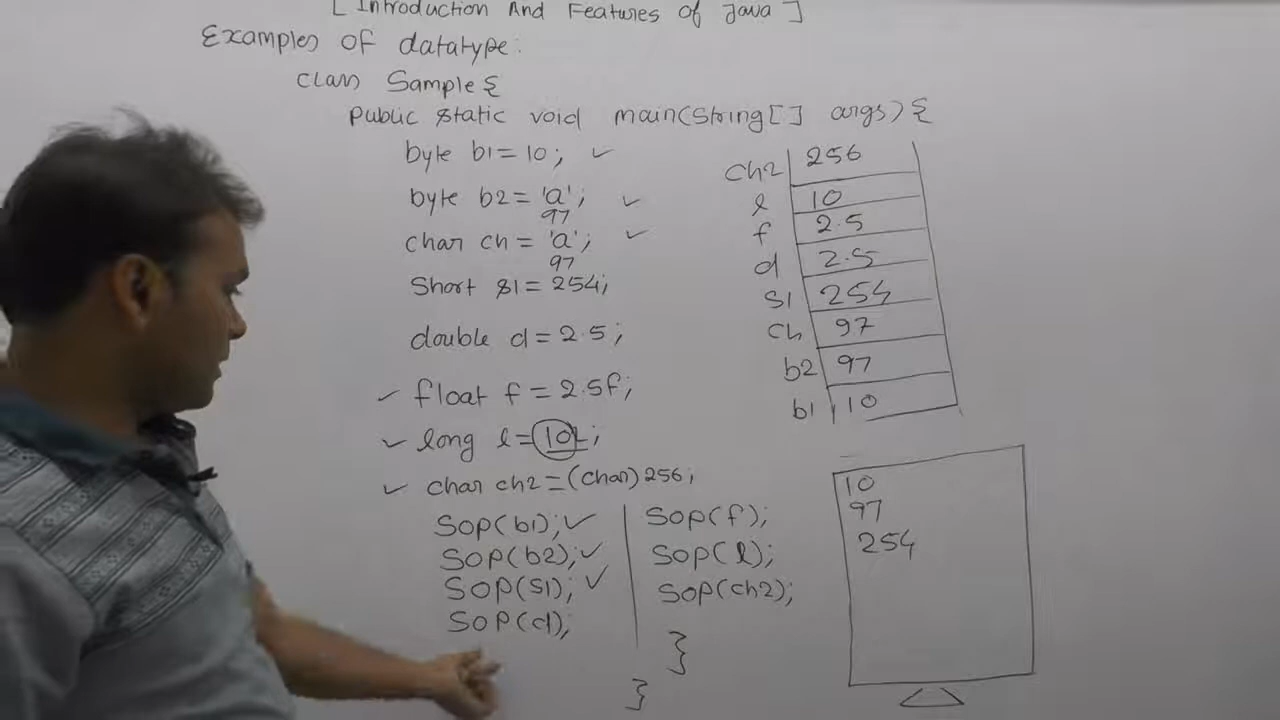 [ Introduction And Features of Java ]
Examples of datatype:
class Sample {
public static void main(String[] args) {
byte b1 = 10; ✓
byte b2 = 'a'; ✓
97
char ch = 'a'; ✓
97
Short s1 = 254;
double d = 2.5;
✓ float f = 2.5f;
✓ long l = 10L;
✓ char ch2 = (char) 256;
SOP(b1); ✓
SOP(b2); ✓
SOP(s1); ✓
SOP(d);
SOP(f);
SOP(l);
SOP(ch2);
}
}
ch2 256
l 10
f 2.5
d 2.5
s1 254
ch 97
b2 97
b1 10
10
97
254